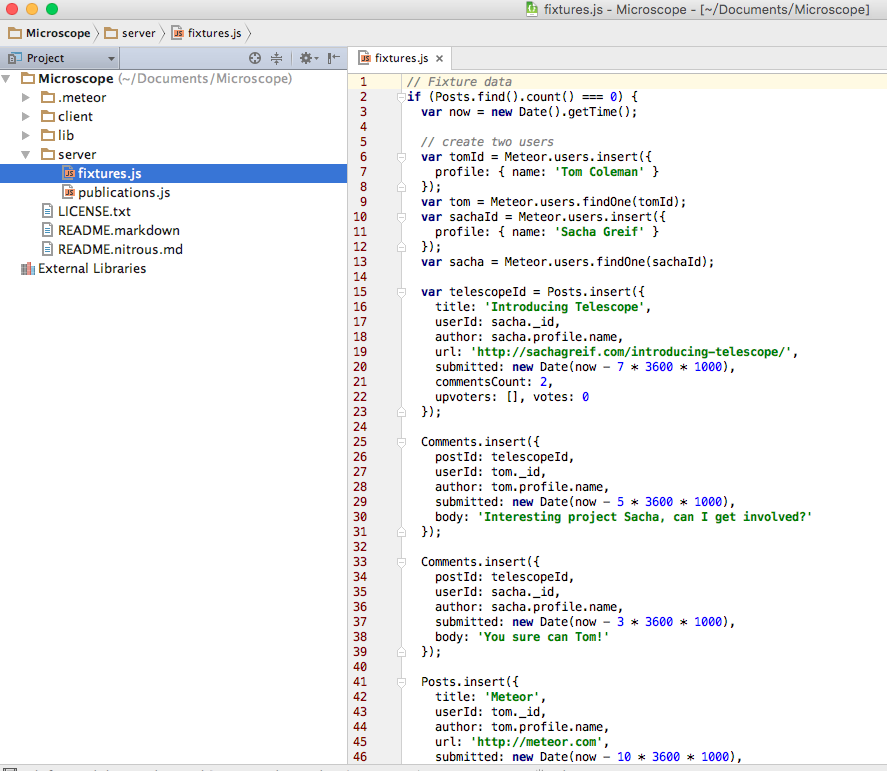 fixtures.js - Microscope - [~/Documents/Microscope]
Microscope server fixtures.js
Project
fixtures.js ×
Microscope (~/Documents/Microscope)
.meteor
client
lib
server
fixtures.js
publications.js
LICENSE.txt
README.markdown
README.nitrous.md
External Libraries
1 // Fixture data
2 if (Posts.find().count() === 0) {
3 var now = new Date().getTime();
4
5 // create two users
6 var tomId = Meteor.users.insert({
7 profile: { name: 'Tom Coleman' }
8 });
9 var tom = Meteor.users.findOne(tomId);
10 var sachaId = Meteor.users.insert({
11 profile: { name: 'Sacha Greif' }
12 });
13 var sacha = Meteor.users.findOne(sachaId);
14
15 var telescopeId = Posts.insert({
16 title: 'Introducing Telescope',
17 userId: sacha._id,
18 author: sacha.profile.name,
19 url: 'http://sachagreif.com/introducing-telescope/',
20 submitted: new Date(now - 7 * 3600 * 1000),
21 commentsCount: 2,
22 upvoters: [], votes: 0
23 });
24
25 Comments.insert({
26 postId: telescopeId,
27 userId: tom._id,
28 author: tom.profile.name,
29 submitted: new Date(now - 5 * 3600 * 1000),
30 body: 'Interesting project Sacha, can I get involved?'
31 });
32
33 Comments.insert({
34 postId: telescopeId,
35 userId: sacha._id,
36 author: sacha.profile.name,
37 submitted: new Date(now - 3 * 3600 * 1000),
38 body: 'You sure can Tom!'
39 });
40
41 Posts.insert({
42 title: 'Meteor',
43 userId: tom._id,
44 author: tom.profile.name,
45 url: 'http://meteor.com',
46 submitted: new Date(now - 10 * 3600 * 1000),